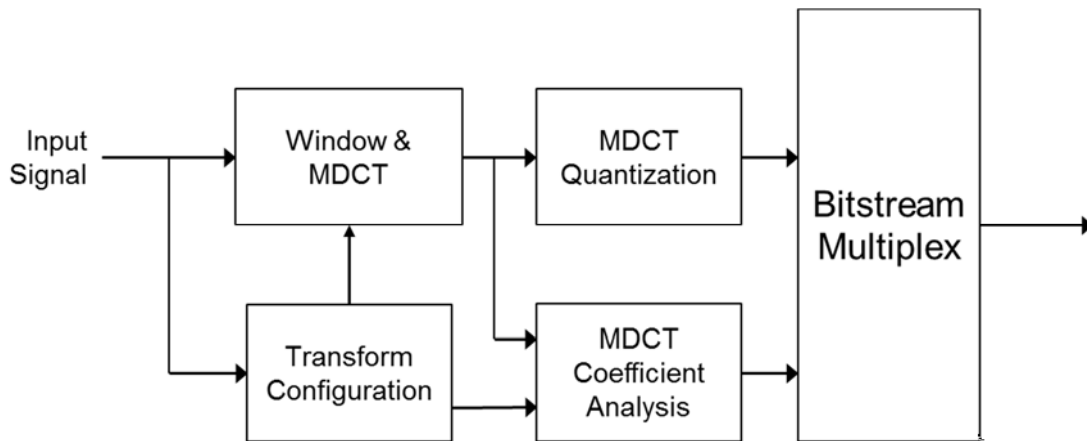 Input
Signal
Window &
MDCT
MDCT
Quantization
Bitstream
Multiplex
Transform
Configuration
MDCT
Coefficient
Analysis